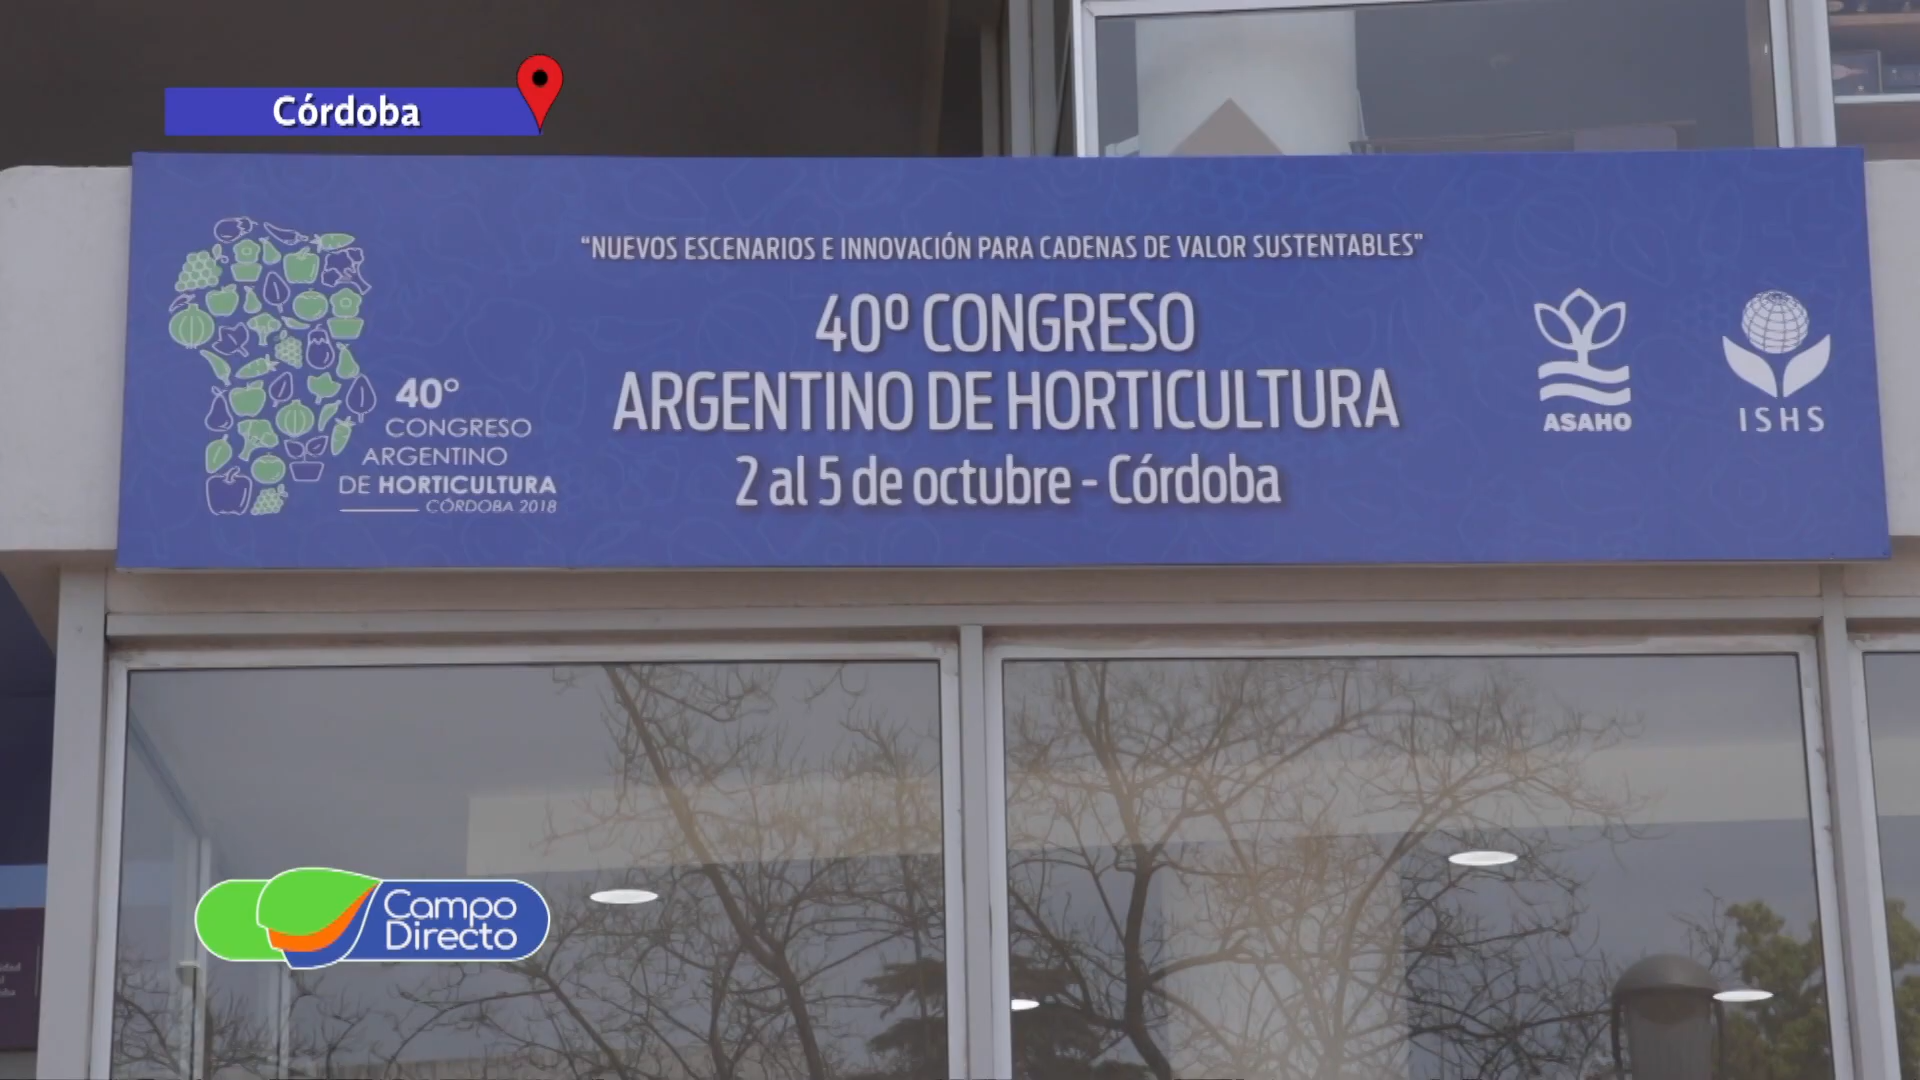 Córdoba
“NUEVOS ESCENARIOS E INNOVACIÓN PARA CADENAS DE VALOR SUSTENTABLES”
40º CONGRESO
ARGENTINO DE HORTICULTURA
2 al 5 de octubre - Córdoba
40°
CONGRESO
ARGENTINO
DE HORTICULTURA
CÓRDOBA 2018
ASAHO
ISHS
Campo
Directo